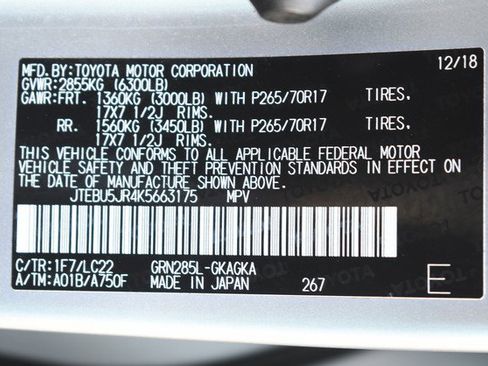 12/18
MFD.BY:TOYOTA MOTOR CORPORATION
GVWR:2855KG (6300LB)
GAWR:FRT. 1360KG (3000LB) WITH P265/70R17 TIRES,
17X7 1/2J RIMS.
RR. 1560KG (3450LB) WITH P265/70R17 TIRES,
17X7 1/2J RIMS.
THIS VEHICLE CONFORMS TO ALL APPLICABLE FEDERAL MOTOR
VEHICLE SAFETY AND THEFT PREVENTION STANDARDS IN EFFECT ON
THE DATE OF MANUFACTURE SHOWN ABOVE.
JTEBU5JR4K5663175 MPV
C/TR:1F7/LC22 GRN285L-GKAGKA
A/TM:A01B/A750F MADE IN JAPAN 267 E